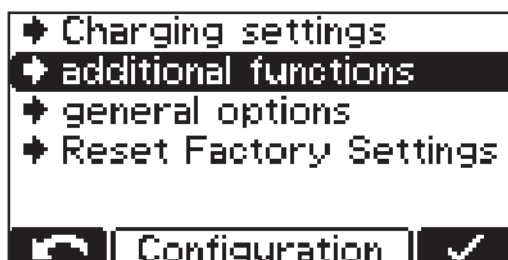 Charging settings
additional functions
general options
Reset Factory Settings
Configuration